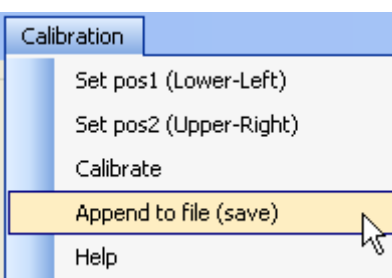 Calibration
Set pos1 (Lower-Left)
Set pos2 (Upper-Right)
Calibrate
Append to file (save)
Help